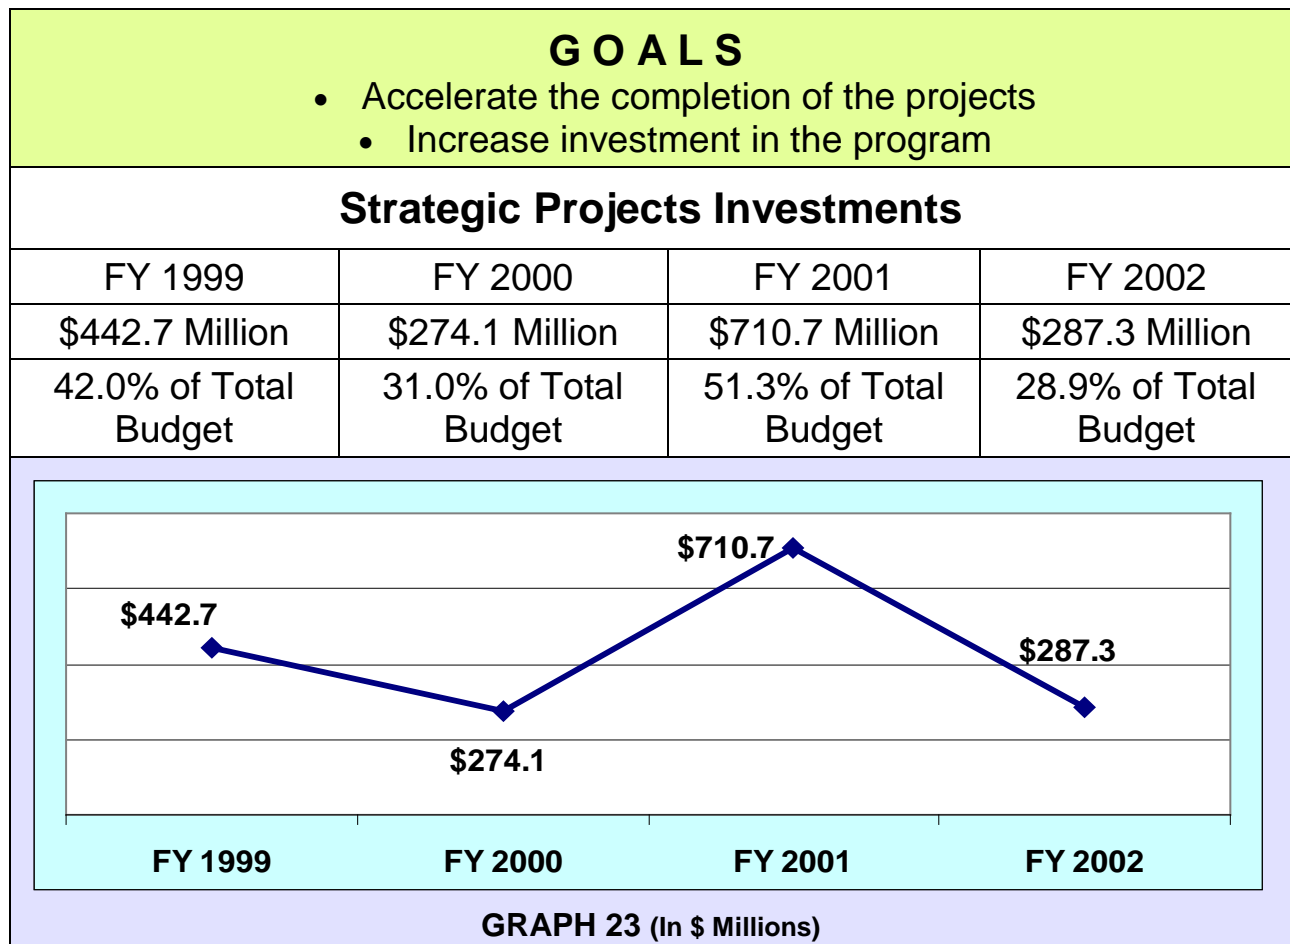 G O A L S
• Accelerate the completion of the projects
• Increase investment in the program
Strategic Projects Investments
FY 1999 FY 2000 FY 2001 FY 2002
$442.7 Million $274.1 Million $710.7 Million $287.3 Million
42.0% of Total Budget 31.0% of Total Budget 51.3% of Total Budget 28.9% of Total Budget
$710.7
$442.7
$287.3
$274.1
FY 1999 FY 2000 FY 2001 FY 2002
GRAPH 23 (In $ Millions)